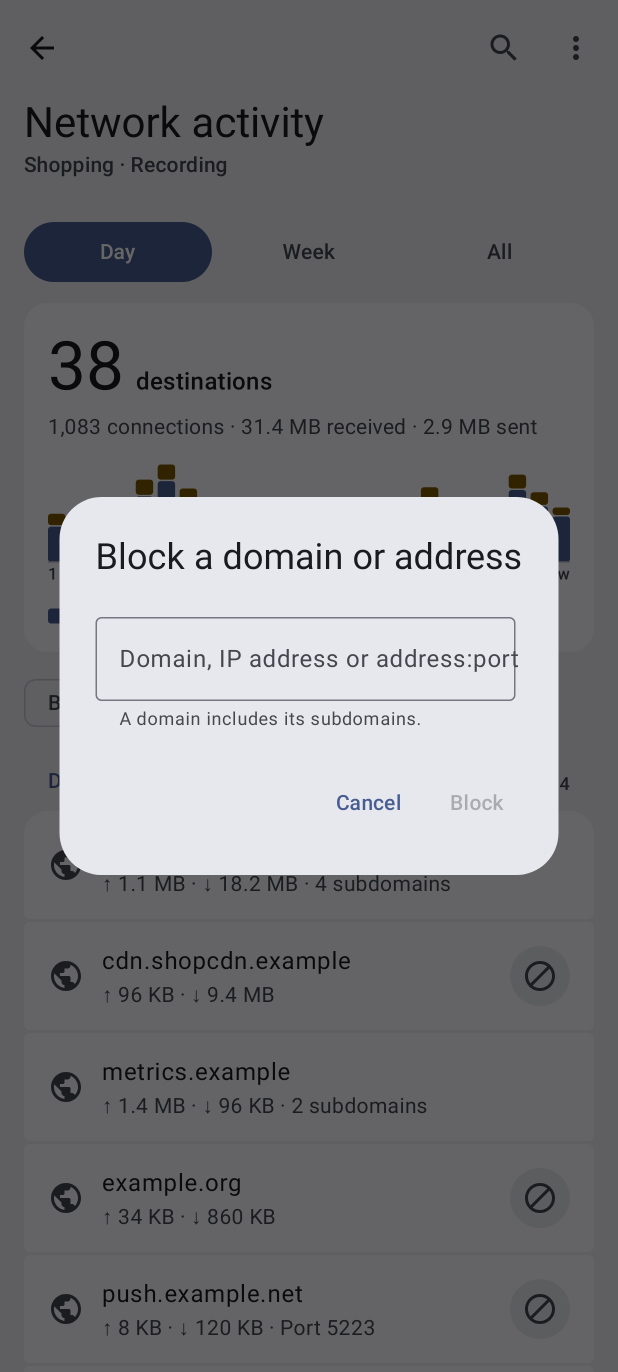 Network activity
Shopping · Recording
Day
Week
All
38 destinations
1,083 connections · 31.4 MB received · 2.9 MB sent
Block a domain or address
Domain, IP address or address:port
A domain includes its subdomains.
Cancel
Block
↑ 1.1 MB · ↓ 18.2 MB · 4 subdomains
cdn.shopcdn.example
↑ 96 KB · ↓ 9.4 MB
metrics.example
↑ 1.4 MB · ↓ 96 KB · 2 subdomains
example.org
↑ 34 KB · ↓ 860 KB
push.example.net
↑ 8 KB · ↓ 120 KB · Port 5223